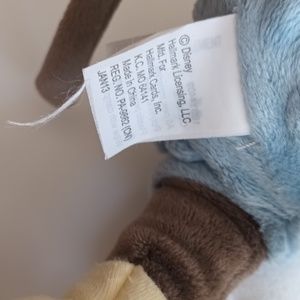 © Disney
Hallmark Licensing, LLC
Mfd. For
Hallmark Cards, Inc.
K.C. MO 64141
Made in China
JAN13
REG. NO. PA-5692 (CN)